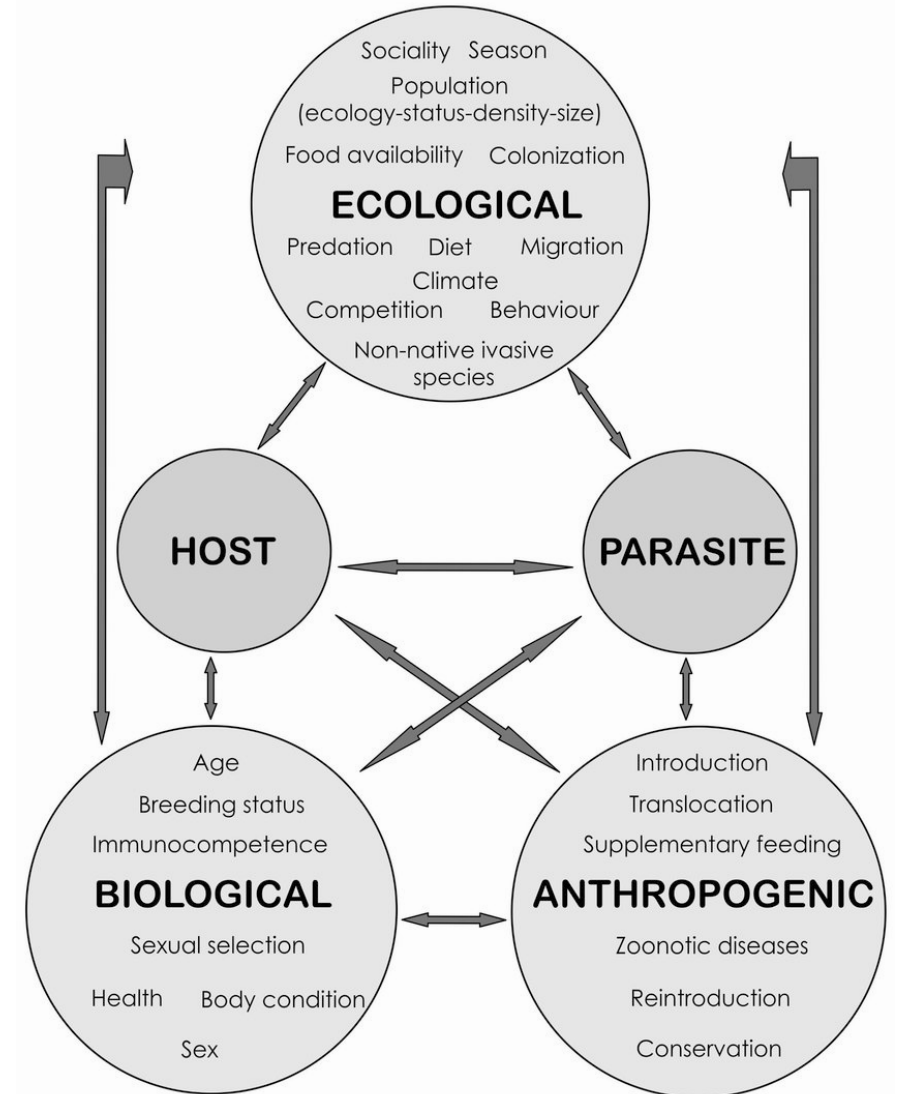 Sociality Season
Population
(ecology-status-density-size)
Food availability Colonization
ECOLOGICAL
Predation Diet Migration
Climate
Competition Behaviour
Non-native ivasive
species
HOST
PARASITE
Age
Breeding status
Immunocompetence
BIOLOGICAL
Sexual selection
Health Body condition
Sex
Introduction
Translocation
Supplementary feeding
ANTHROPOGENIC
Zoonotic diseases
Reintroduction
Conservation